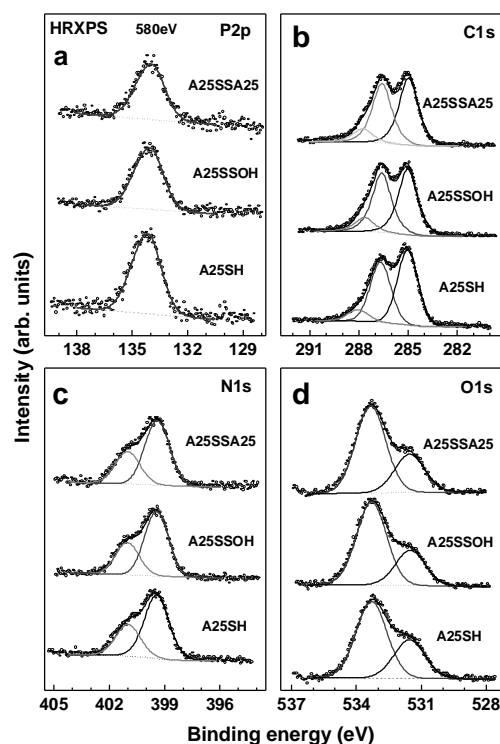 HRXPS 580eV P2p
a
A25SSA25
A25SSOH
A25SH
138 135 132 129
b
C1s
A25SSA25
A25SSOH
A25SH
291 288 285 282
Intensity (arb. units)
c
N1s
A25SSA25
A25SSOH
A25SH
405 402 399 396
d
O1s
A25SSA25
A25SSOH
A25SH
537 534 531 528
Binding energy (eV)